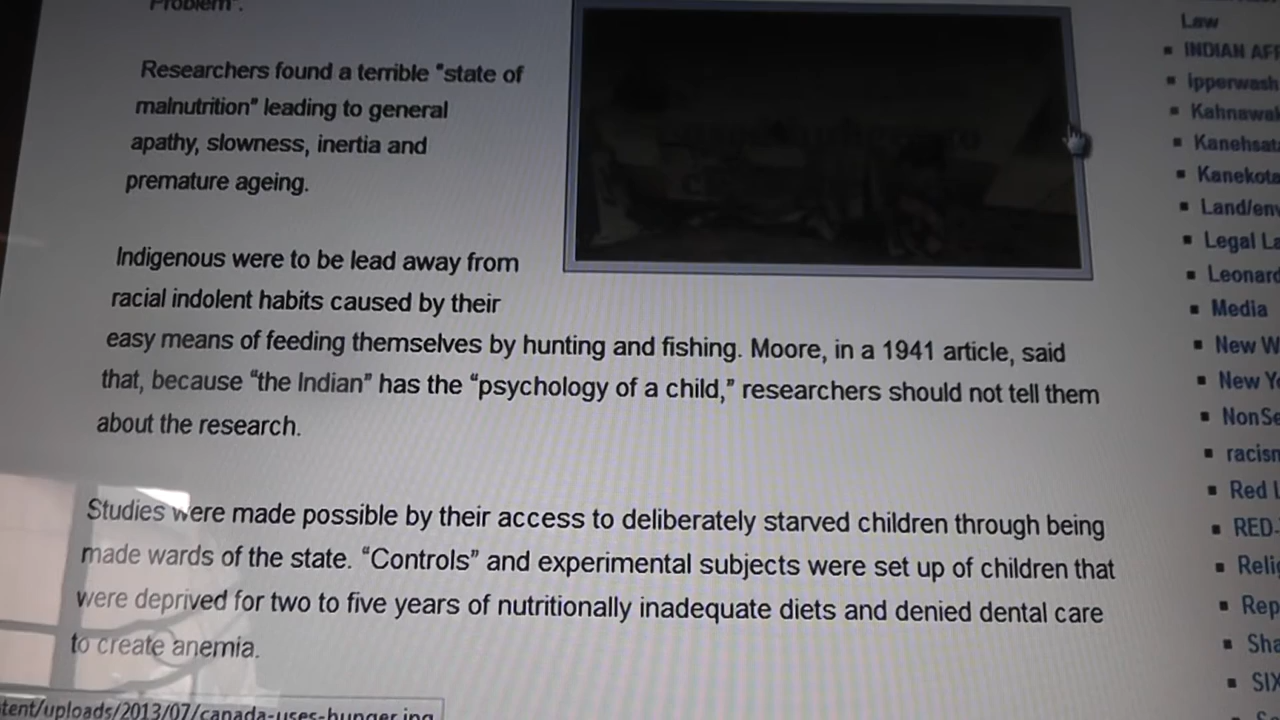 Problem".
Researchers found a terrible "state of
malnutrition" leading to general
apathy, slowness, inertia and
premature ageing.
Indigenous were to be lead away from
racial indolent habits caused by their
easy means of feeding themselves by hunting and fishing. Moore, in a 1941 article, said
that, because "the Indian" has the "psychology of a child," researchers should not tell them
about the research.
Studies were made possible by their access to deliberately starved children through being
made wards of the state. "Controls" and experimental subjects were set up of children that
were deprived for two to five years of nutritionally inadequate diets and denied dental care
to create anemia.
tent/uploads/2013/07/canada-uses-hunger.jpg
Law
INDIAN AFF
ipperwash
Kahnawak
Kanehsata
Kanekota
Land/env
Legal La
Leonard
Media
New W
New Yo
NonSe
racism
Red
RED-
Relig
Rep
Sha
SIX